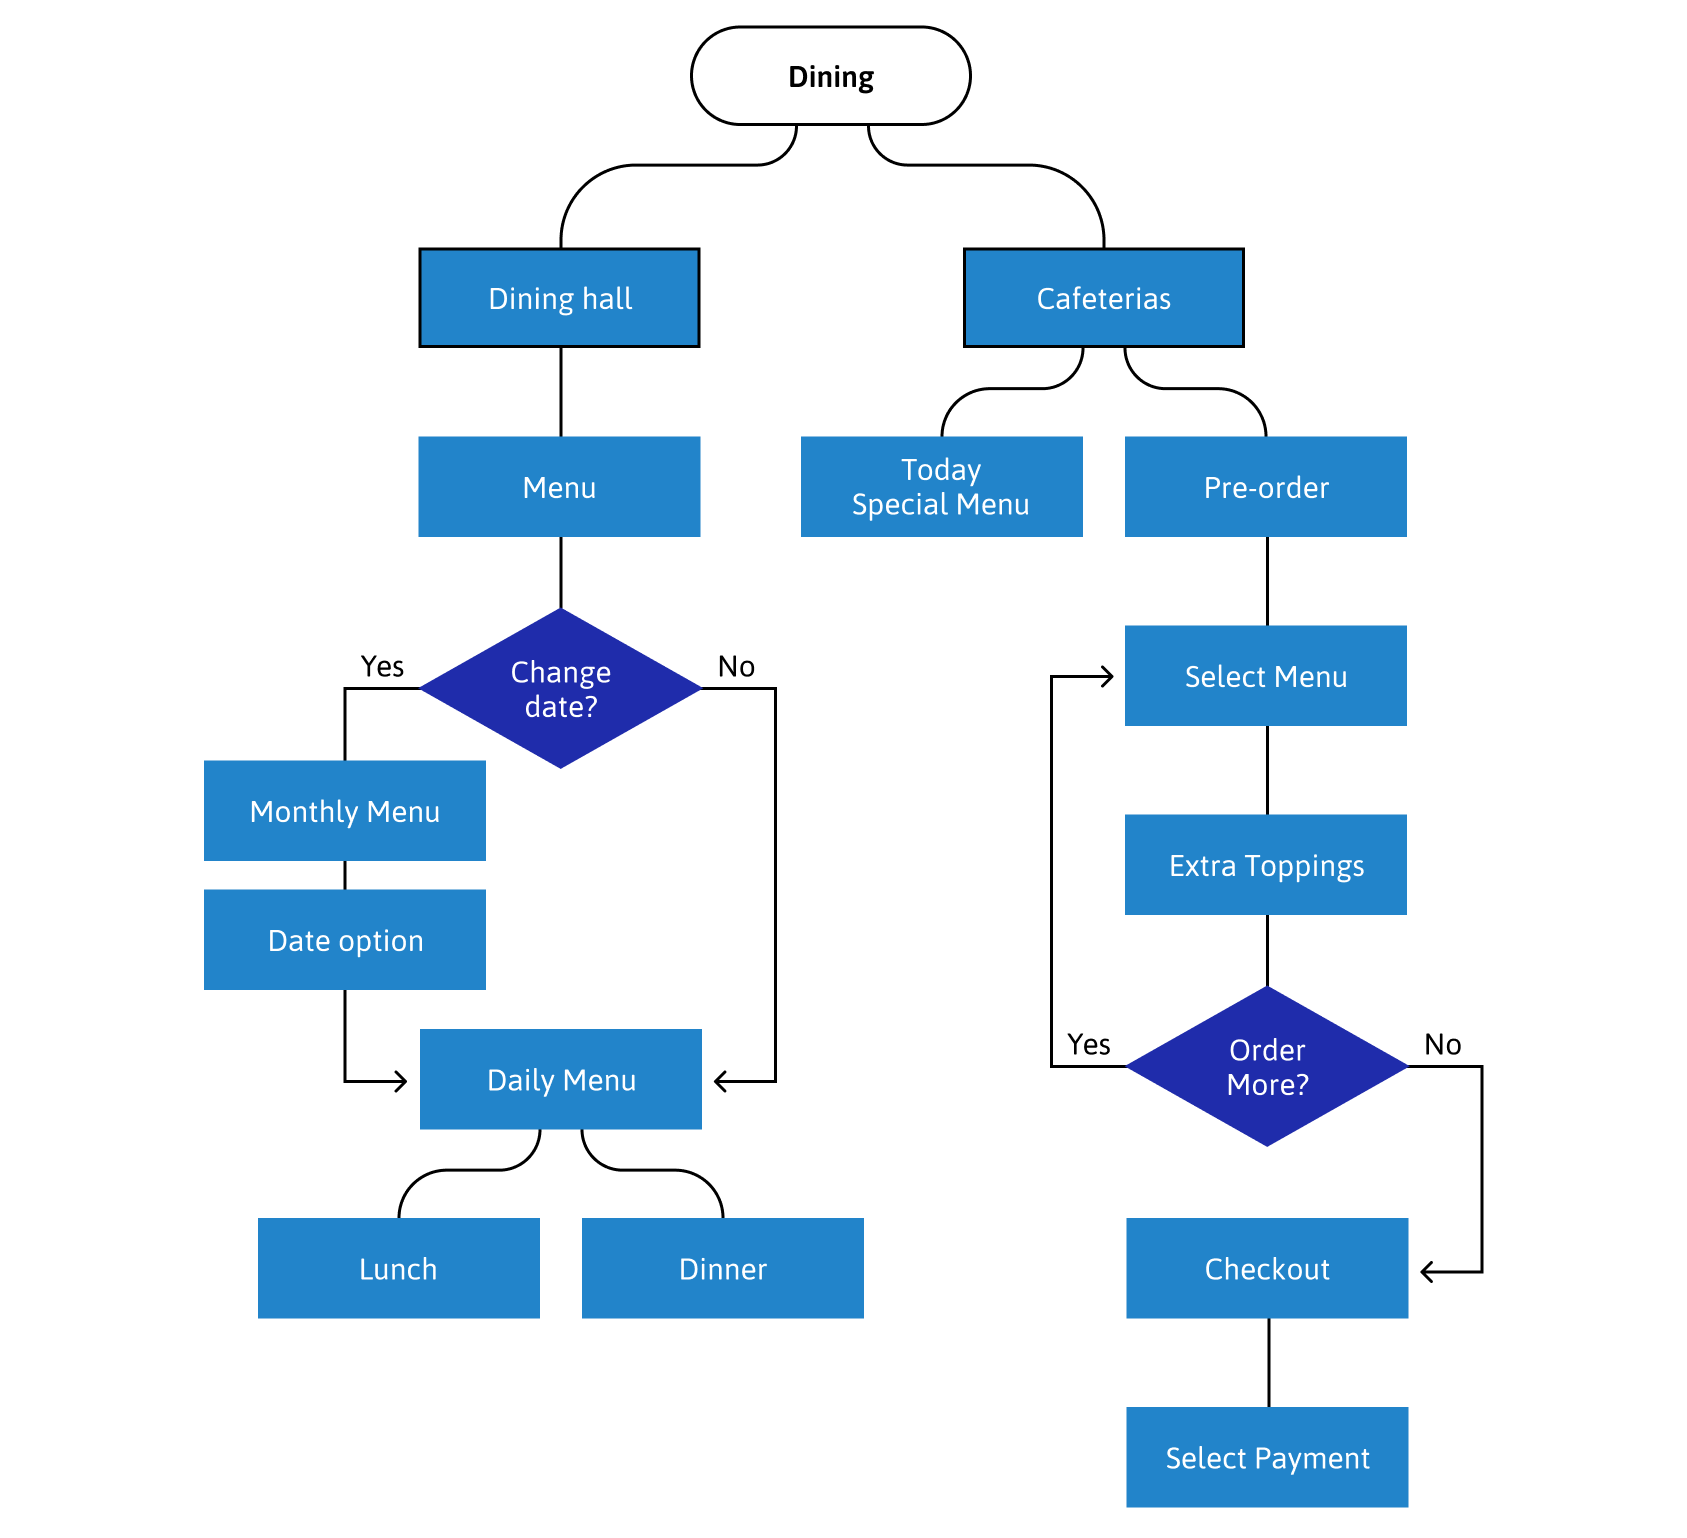 Dining
Dining hall
Cafeterias
Menu
Today
Special Menu
Pre-order
Yes
Change
date?
No
Select Menu
Monthly Menu
Extra Toppings
Date option
Yes
Order
More?
No
Daily Menu
Lunch
Dinner
Checkout
Select Payment